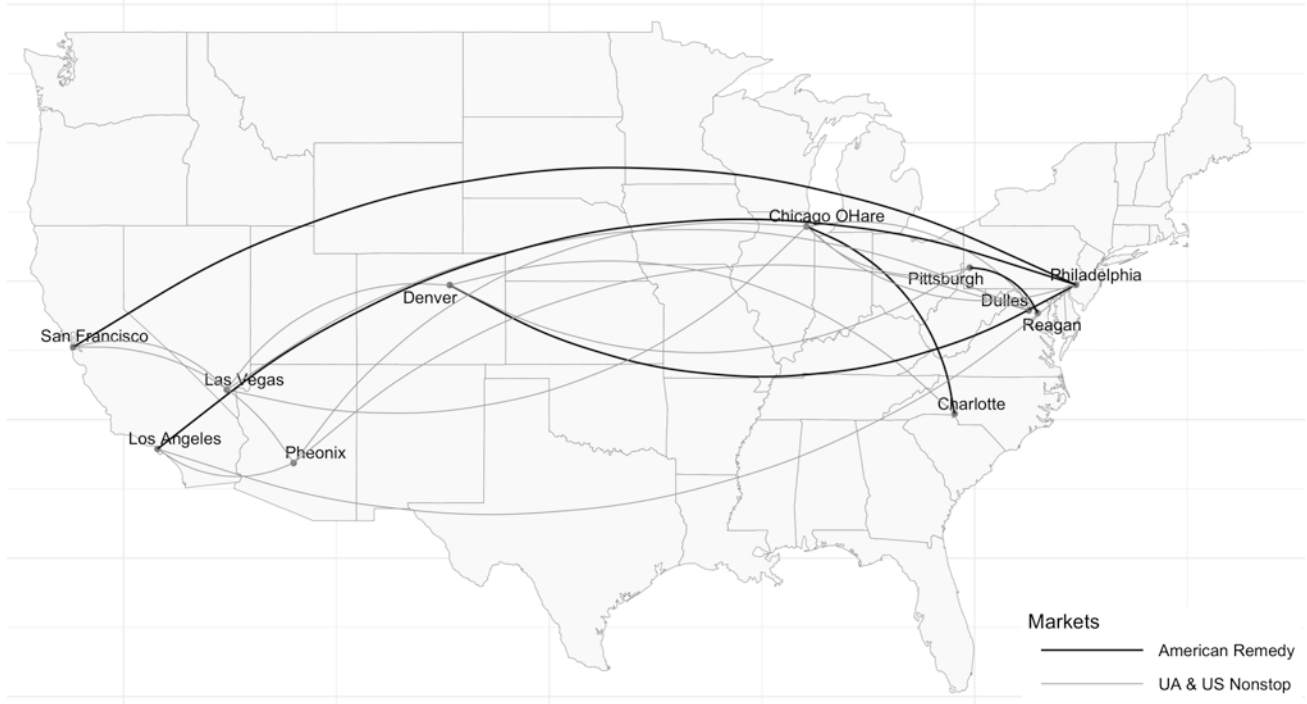 Chicago OHare
Pittsburgh
Philadelphia
Denver
Dulles
Reagan
San Francisco
Las Vegas
Charlotte
Los Angeles
Pheonix
Markets
American Remedy
UA & US Nonstop